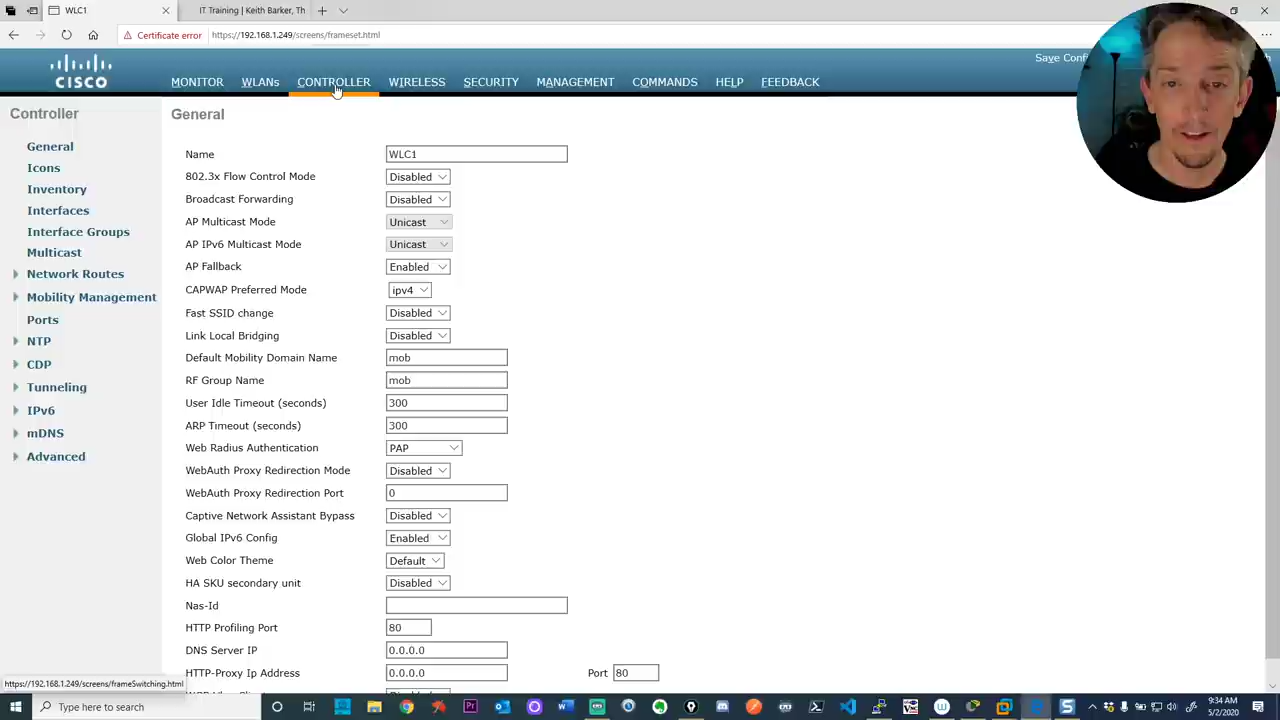 WLC1
IT Training | Keith Barker, Th
Certificate error
https://192.168.1.249/screens/frameset.html
Save Conf
CISCO
MONITOR WLANs CONTROLLER WIRELESS SECURITY MANAGEMENT COMMANDS HELP FEEDBACK
Controller
General
Icons
Inventory
Interfaces
Interface Groups
Multicast
Network Routes
Mobility Management
Ports
NTP
CDP
Tunneling
IPv6
mDNS
Advanced
General
Name WLC1
802.3x Flow Control Mode Disabled
Broadcast Forwarding Disabled
AP Multicast Mode Unicast
AP IPv6 Multicast Mode Unicast
AP Fallback Enabled
CAPWAP Preferred Mode ipv4
Fast SSID change Disabled
Link Local Bridging Disabled
Default Mobility Domain Name mob
RF Group Name mob
User Idle Timeout (seconds) 300
ARP Timeout (seconds) 300
Web Radius Authentication PAP
WebAuth Proxy Redirection Mode Disabled
WebAuth Proxy Redirection Port 0
Captive Network Assistant Bypass Disabled
Global IPv6 Config Enabled
Web Color Theme Default
HA SKU secondary unit Disabled
Nas-Id
HTTP Profiling Port 80
DNS Server IP 0.0.0.0
HTTP-Proxy Ip Address 0.0.0.0 Port 80
https://192.168.1.249/screens/frameSwitching.html
Type here to search
9:34 AM
5/2/2020